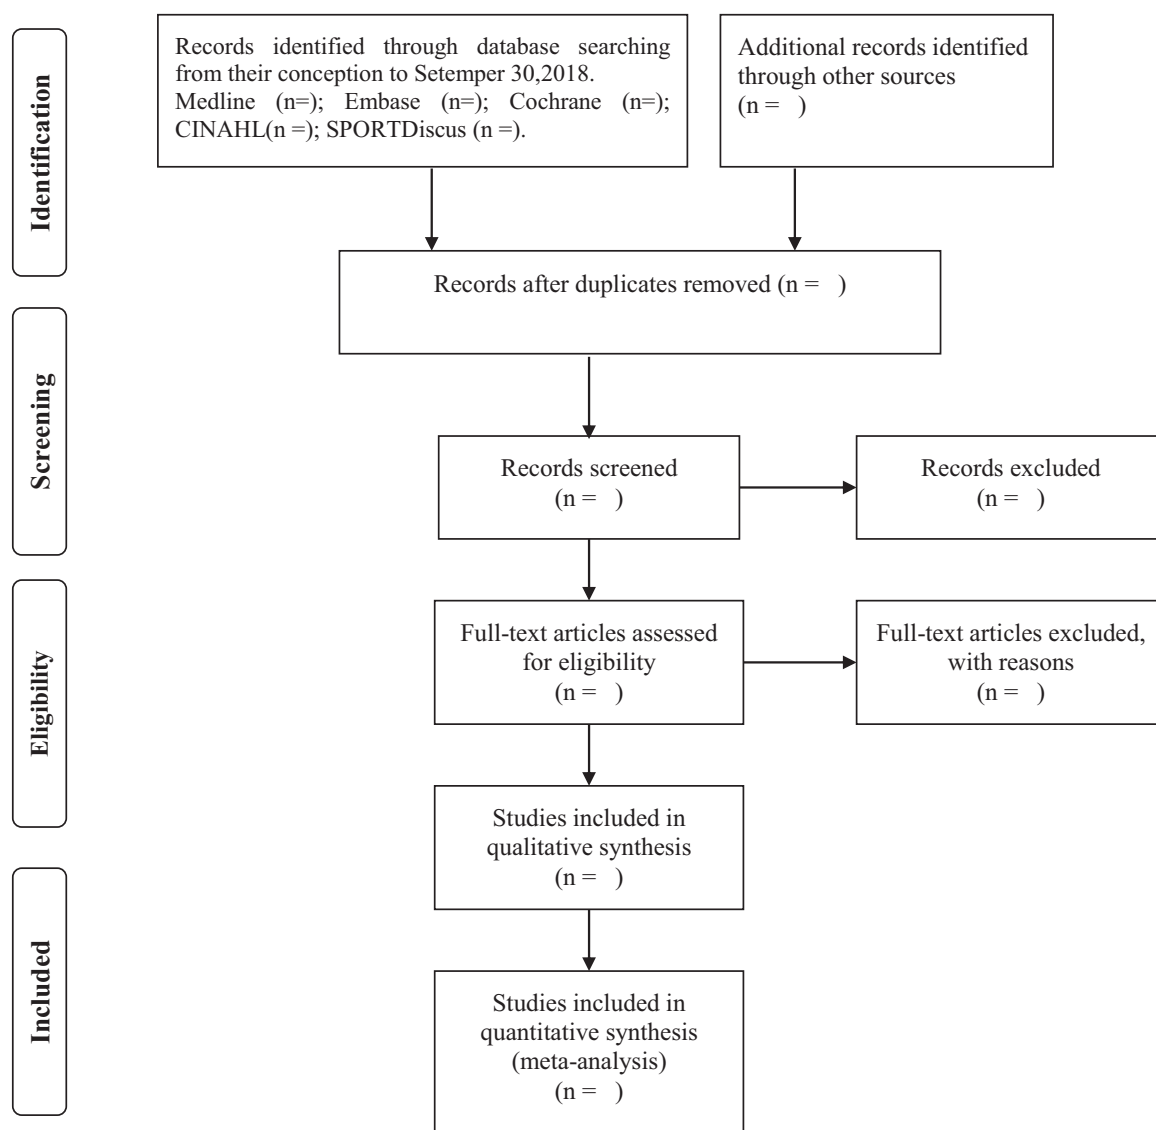 Identification
Records identified through database searching
from their conception to Setemper 30,2018.
Medline (n=); Embase (n=); Cochrane (n=);
CINAHL(n =); SPORTDiscus (n =).
Additional records identified
through other sources
(n =   )
Records after duplicates removed (n =   )
Screening
Records screened
(n =   )
Records excluded
(n =   )
Eligibility
Full-text articles assessed
for eligibility
(n =   )
Full-text articles excluded,
with reasons
(n =   )
Studies included in
qualitative synthesis
(n =   )
Included
Studies included in
quantitative synthesis
(meta-analysis)
(n =   )